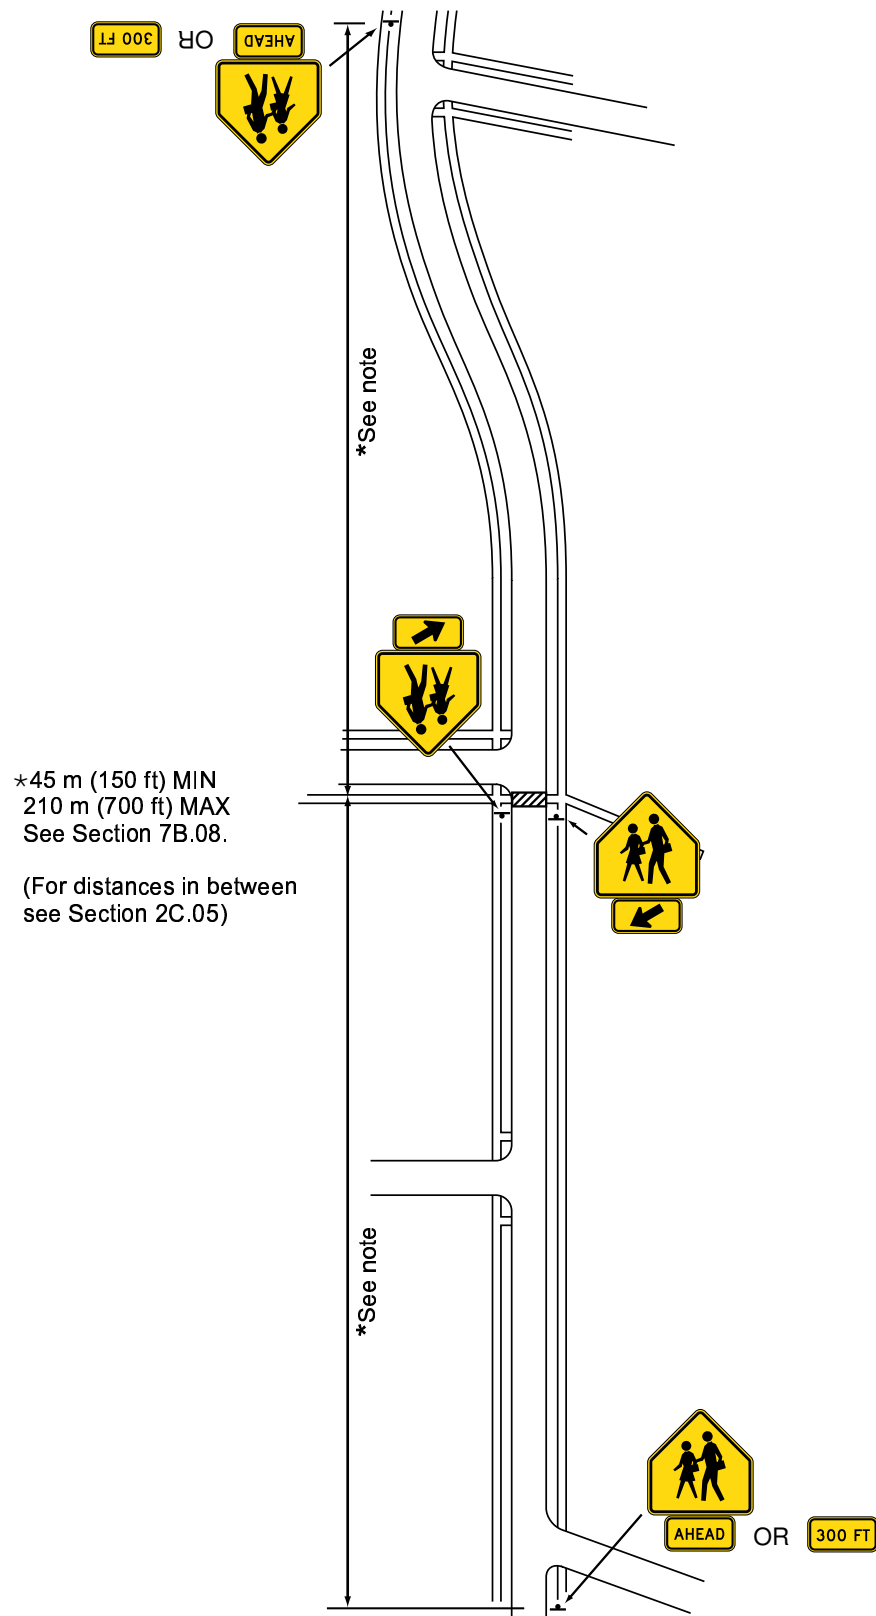 300 FT OR AHEAD
*See note
*45 m (150 ft) MIN
210 m (700 ft) MAX
See Section 7B.08.
(For distances in between
see Section 2C.05)
*See note
AHEAD OR 300 FT